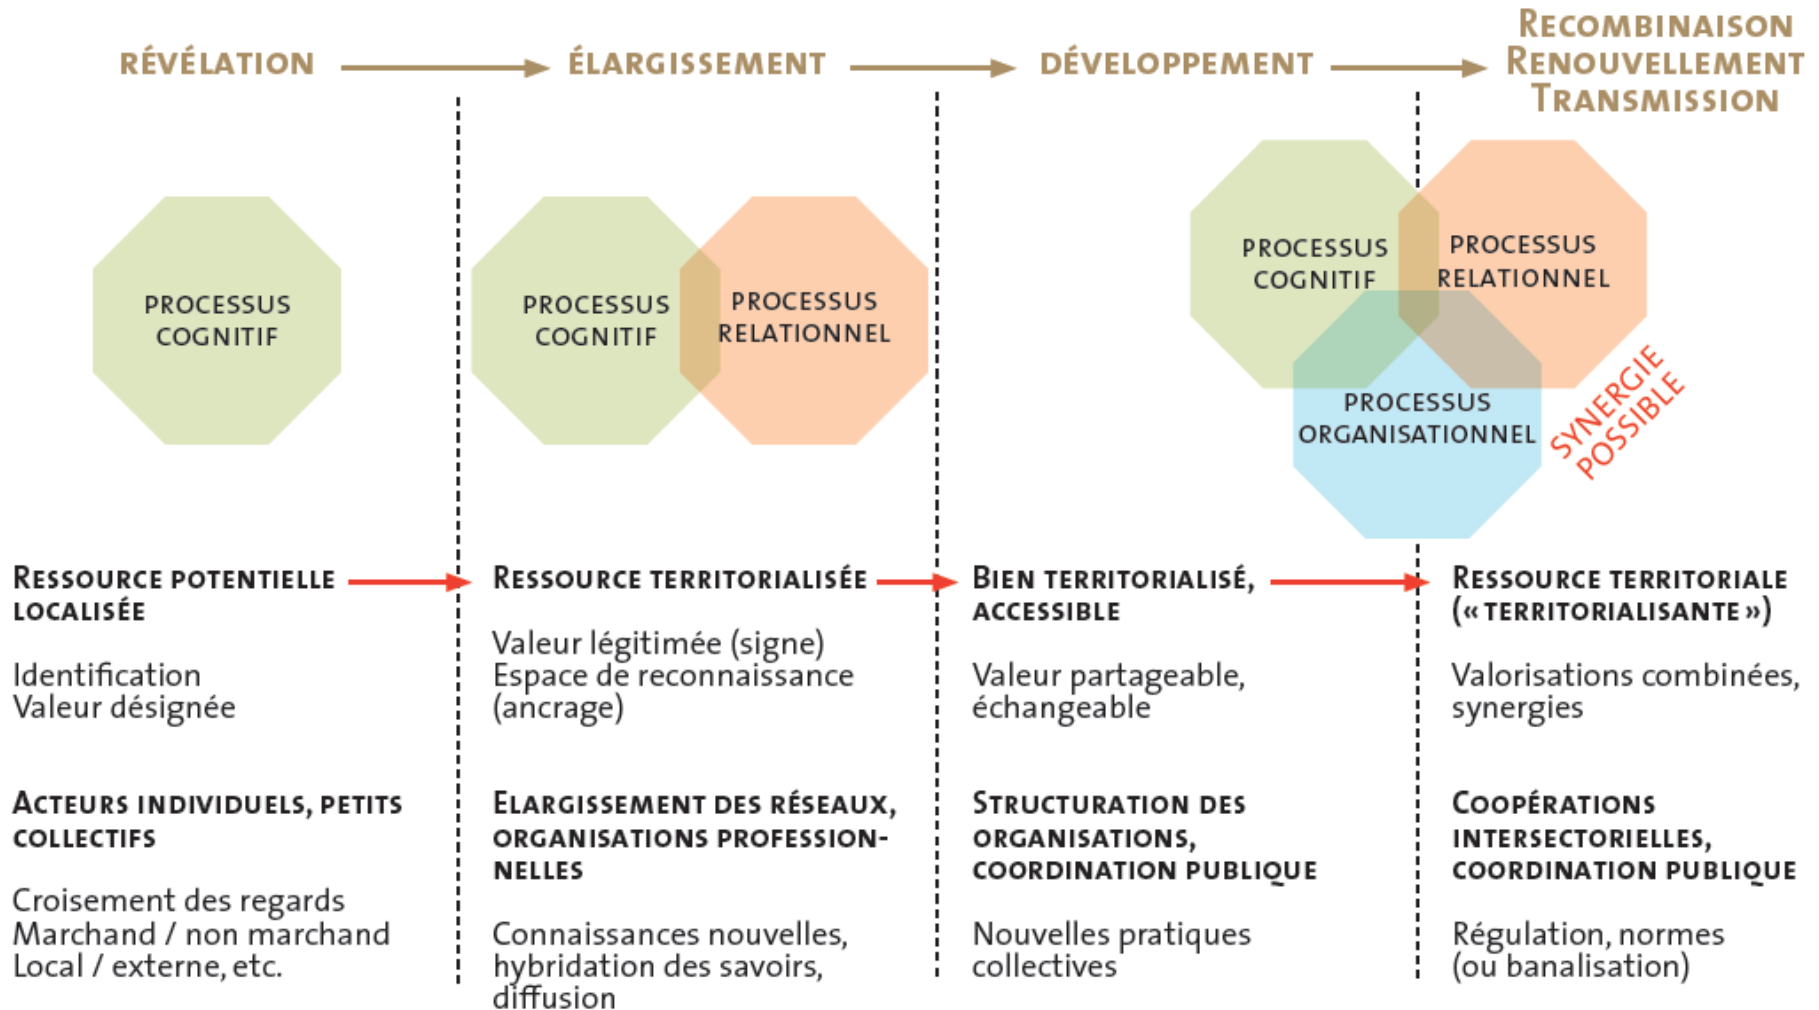 RÉVÉLATION
ÉLARGISSEMENT
DÉVELOPPEMENT
RECOMBINAISON
RENOUVELLEMENT
TRANSMISSION
PROCESSUS
COGNITIF
PROCESSUS
COGNITIF
PROCESSUS
RELATIONNEL
PROCESSUS
COGNITIF
PROCESSUS
RELATIONNEL
PROCESSUS
ORGANISATIONNEL
SYNERGIE
POSSIBLE
RESSOURCE POTENTIELLE
LOCALISÉE
Identification
Valeur désignée
RESSOURCE TERRITORIALISÉE
Valeur légitimée (signe)
Espace de reconnaissance
(ancrage)
BIEN TERRITORIALISÉ,
ACCESSIBLE
Valeur partageable,
échangeable
RESSOURCE TERRITORIALE
(« TERRITORIALISANTE »)
Valorisations combinées,
synergies
ACTEURS INDIVIDUELS, PETITS
COLLECTIFS
Croisement des regards
Marchand / non marchand
Local / externe, etc.
ELARGISSEMENT DES RÉSEAUX,
ORGANISATIONS PROFESSION-
NELLES
Connaissances nouvelles,
hybridation des savoirs,
diffusion
STRUCTURATION DES
ORGANISATIONS,
COORDINATION PUBLIQUE
Nouvelles pratiques
collectives
COOPÉRATIONS
INTERSECTORIELLES,
COORDINATION PUBLIQUE
Régulation, normes
(ou banalisation)